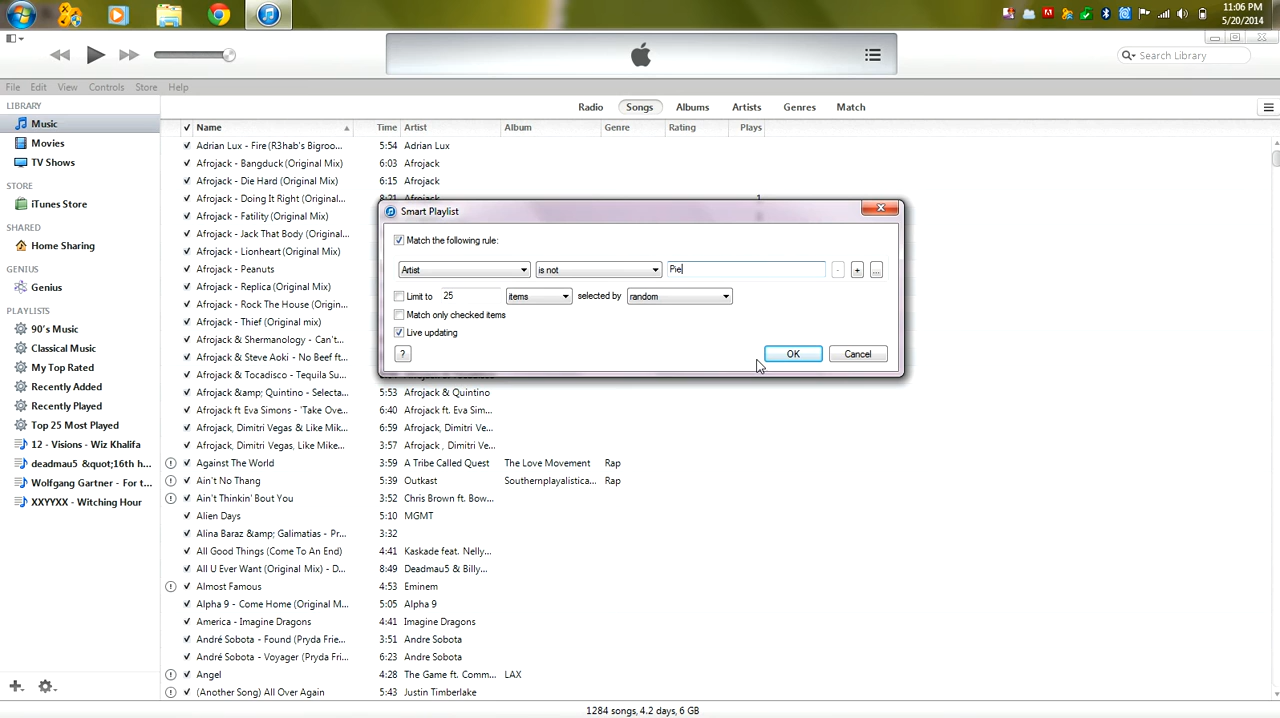 11:06 PM
5/20/2014
Search Library
File Edit View Controls Store Help
LIBRARY
Music
Movies
TV Shows
STORE
iTunes Store
SHARED
Home Sharing
GENIUS
Genius
PLAYLISTS
90's Music
Classical Music
My Top Rated
Recently Added
Recently Played
Top 25 Most Played
12 - Visions - Wiz Khalifa
deadmau5 &quot;16th h...
Wolfgang Gartner - For t...
XXYYXX - Witching Hour
Radio Songs Albums Artists Genres Match
Name Time Artist Album Genre Rating Plays
Adrian Lux - Fire (R3hab's Bigroo... 5:54 Adrian Lux
Afrojack - Bangduck (Original Mix) 6:03 Afrojack
Afrojack - Die Hard (Original Mix) 6:15 Afrojack
Afrojack - Doing It Right (Original Mix) 8:21 Afrojack 1
Afrojack - Fatility (Original Mix)
Afrojack - Jack That Body (Original...
Afrojack - Lionheart (Original Mix)
Afrojack - Peanuts
Afrojack - Replica (Original Mix)
Afrojack - Rock The House (Origin...
Afrojack - Thief (Original mix)
Afrojack & Shermanology - Can't...
Afrojack & Steve Aoki - No Beef ft...
Afrojack & Tocadisco - Tequila Su...
Afrojack &amp; Quintino - Selecta... 5:53 Afrojack & Quintino
Afrojack ft Eva Simons - 'Take Ove... 6:40 Afrojack ft. Eva Sim...
Afrojack, Dimitri Vegas & Like Mik... 6:59 Afrojack, Dimitri Ve...
Afrojack, Dimitri Vegas, Like Mike... 3:57 Afrojack , Dimitri Ve...
Against The World 3:59 A Tribe Called Quest The Love Movement Rap
Ain't No Thang 5:39 Outkast Southernplayalistica... Rap
Ain't Thinkin' Bout You 3:52 Chris Brown ft. Bow...
Alien Days 5:10 MGMT
Alina Baraz &amp; Galimatias - Pr... 3:32
All Good Things (Come To An End) 4:41 Kaskade feat. Nelly...
All U Ever Want (Original Mix) - D... 8:49 Deadmau5 & Billy...
Almost Famous 4:53 Eminem
Alpha 9 - Come Home (Original M... 5:05 Alpha 9
America - Imagine Dragons 4:41 Imagine Dragons
André Sobota - Found (Pryda Frie... 3:51 Andre Sobota
André Sobota - Voyager (Pryda Fri... 6:23 Andre Sobota
Angel 4:28 The Game ft. Comm... LAX
(Another Song) All Over Again 5:43 Justin Timberlake
Smart Playlist
Match the following rule:
Artist is not Pie - + ...
Limit to 25 items selected by random
Match only checked items
Live updating
? OK Cancel
1284 songs, 4.2 days, 6 GB